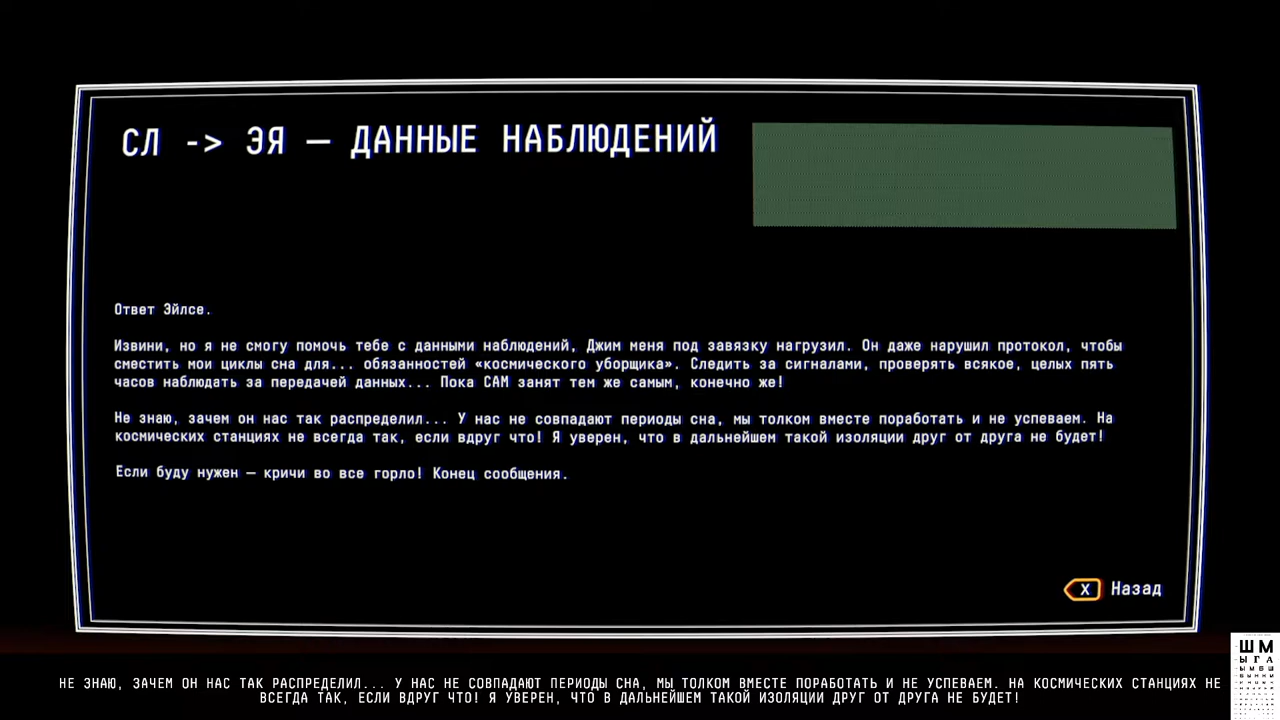 СЛ -> ЭЯ — ДАННЫЕ НАБЛЮДЕНИЙ
Ответ Эйлсе.
Извини, но я не смогу помочь тебе с данными наблюдений, Джим меня под завязку нагрузил. Он даже нарушил протокол, чтобы
сместить мои циклы сна для... обязанностей «космического уборщика». Следить за сигналами, проверять всякое, целых пять
часов наблюдать за передачей данных... Пока САМ занят тем же самым, конечно же!
Не знаю, зачем он нас так распределил... У нас не совпадают периоды сна, мы толком вместе поработать и не успеваем. На
космических станциях не всегда так, если вдруг что! Я уверен, что в дальнейшем такой изоляции друг от друга не будет!
Если буду нужен — кричи во все горло! Конец сообщения.
X Назад
НЕ ЗНАЮ, ЗАЧЕМ ОН НАС ТАК РАСПРЕДЕЛИЛ... У НАС НЕ СОВПАДАЮТ ПЕРИОДЫ СНА, МЫ ТОЛКОМ ВМЕСТЕ ПОРАБОТАТЬ И НЕ УСПЕВАЕМ. НА КОСМИЧЕСКИХ СТАНЦИЯХ НЕ
ВСЕГДА ТАК, ЕСЛИ ВДРУГ ЧТО! Я УВЕРЕН, ЧТО В ДАЛЬНЕЙШЕМ ТАКОЙ ИЗОЛЯЦИИ ДРУГ ОТ ДРУГА НЕ БУДЕТ!
Ш М
Ы Г А
Ы М Б Ш